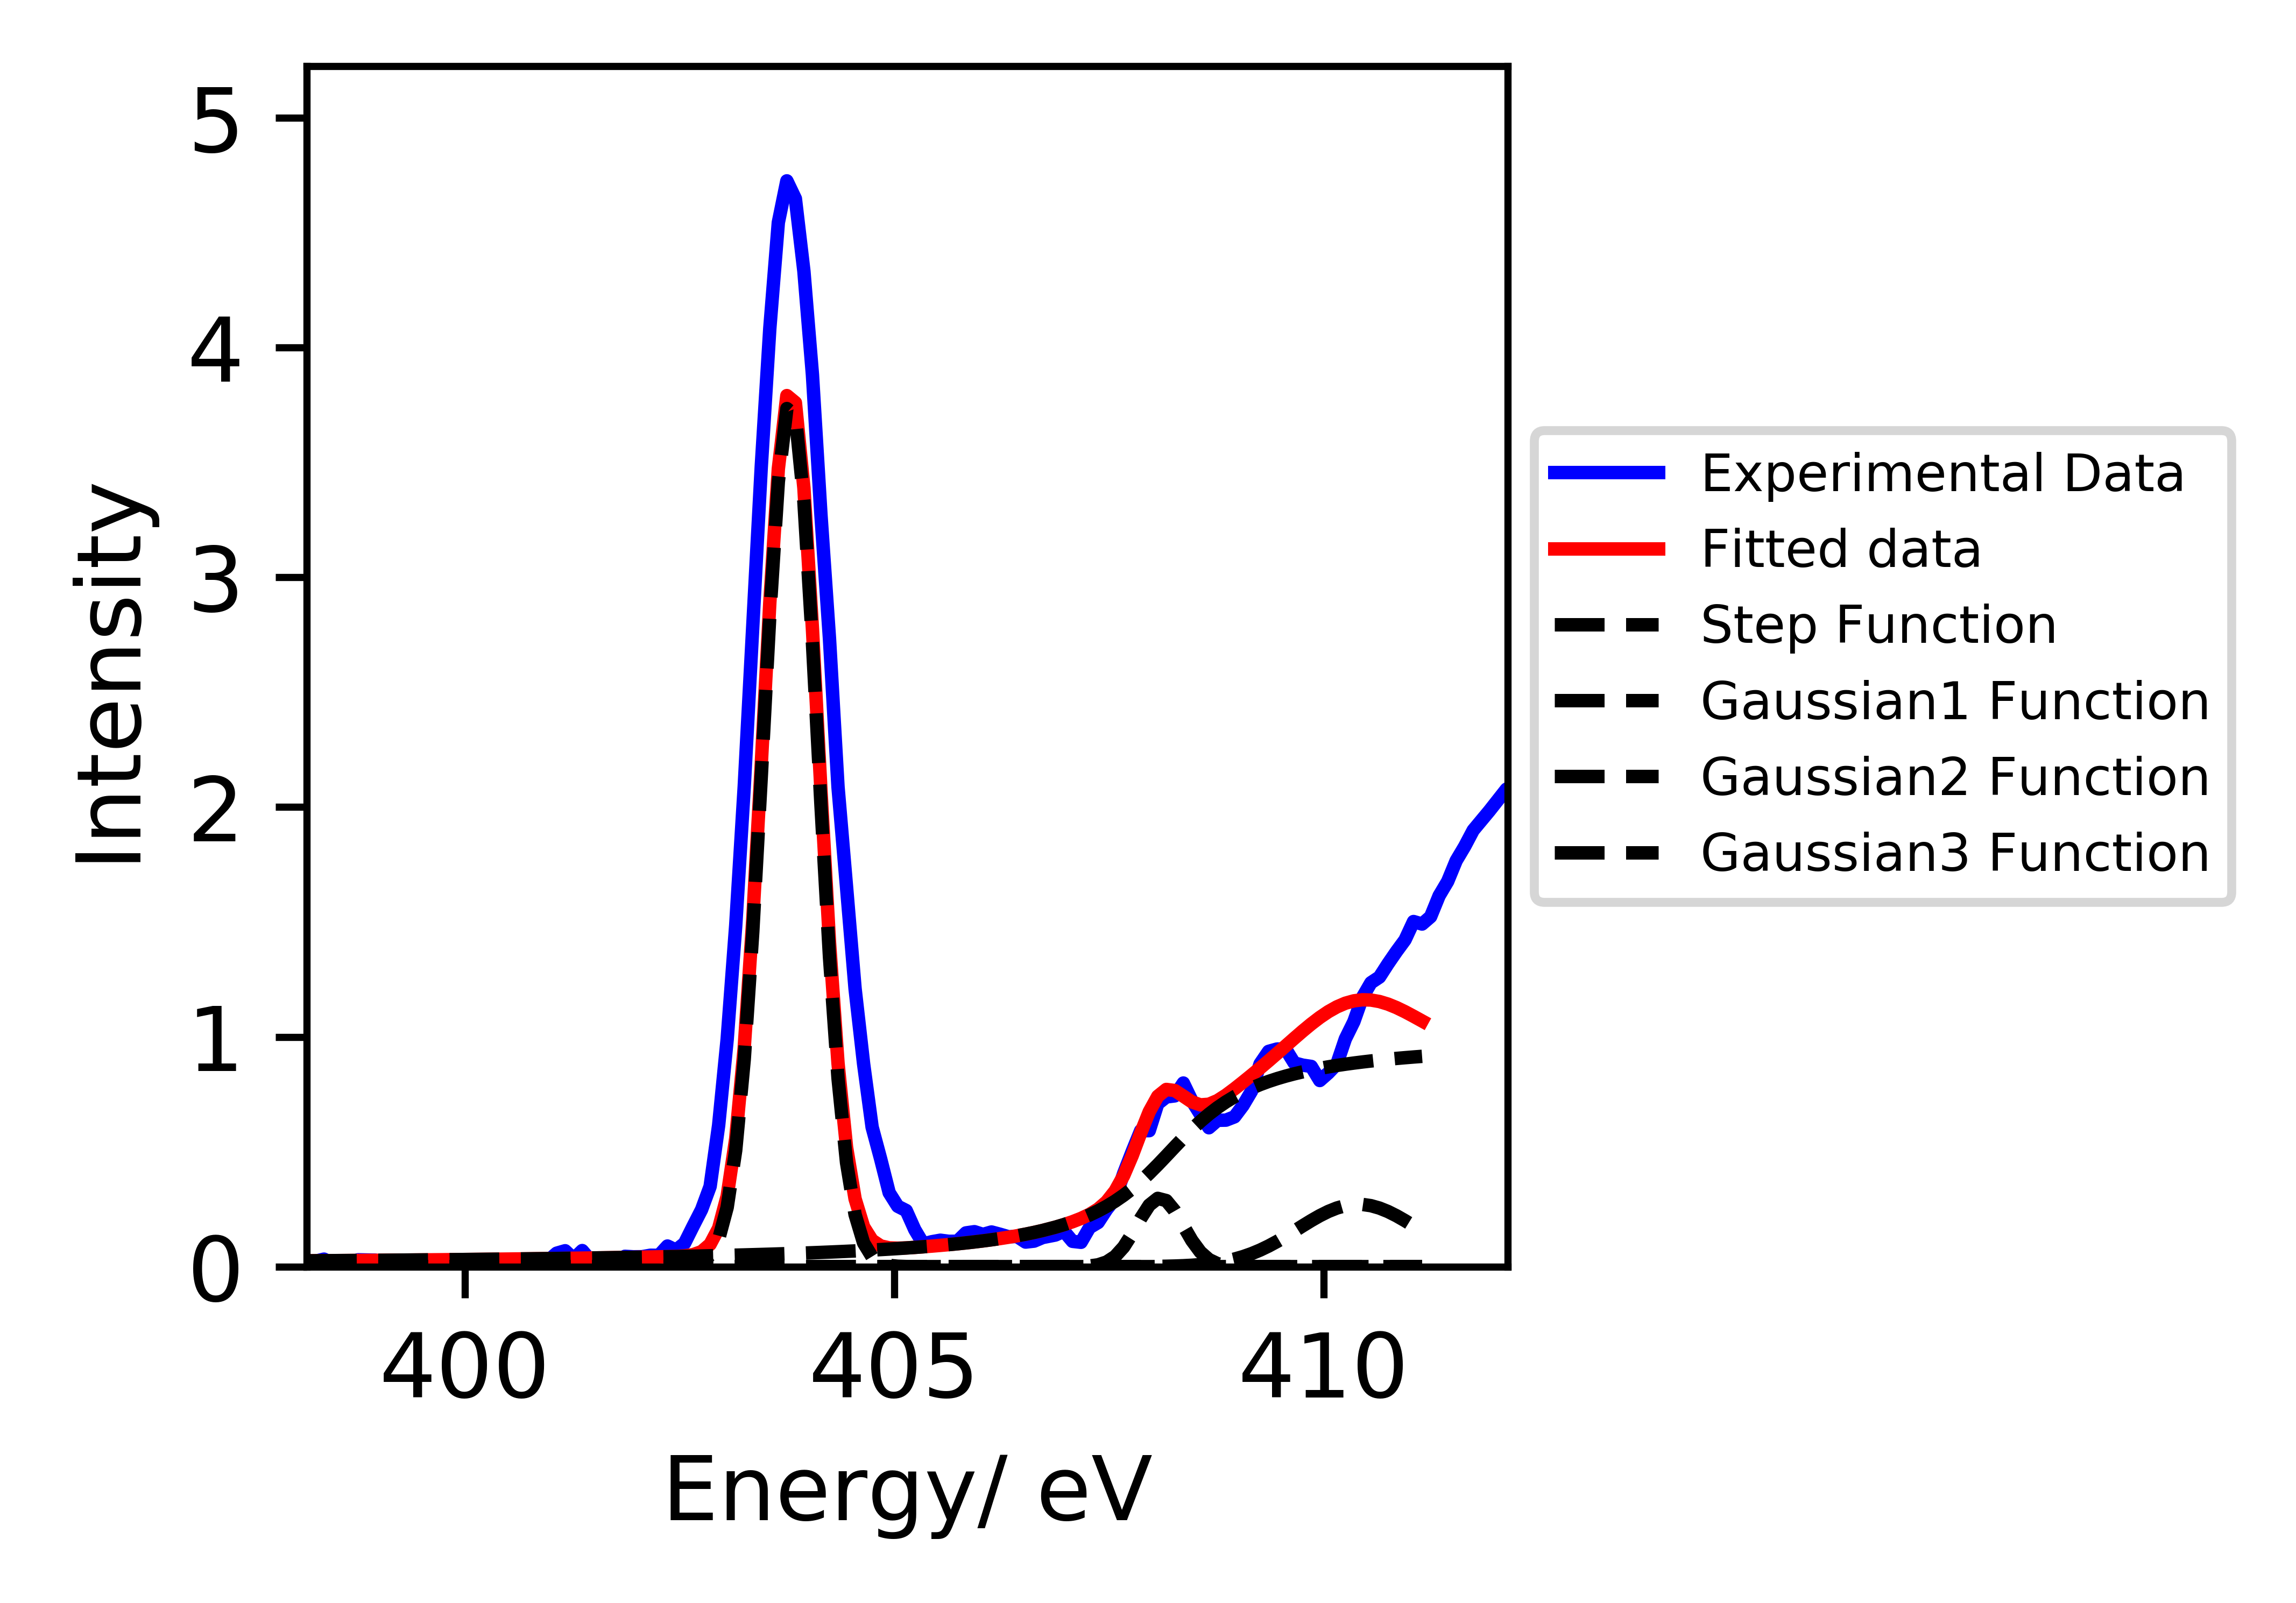 5
4
3
2
1
0
Intensity
400 405 410
Energy/ eV
Experimental Data
Fitted data
Step Function
Gaussian1 Function
Gaussian2 Function
Gaussian3 Function